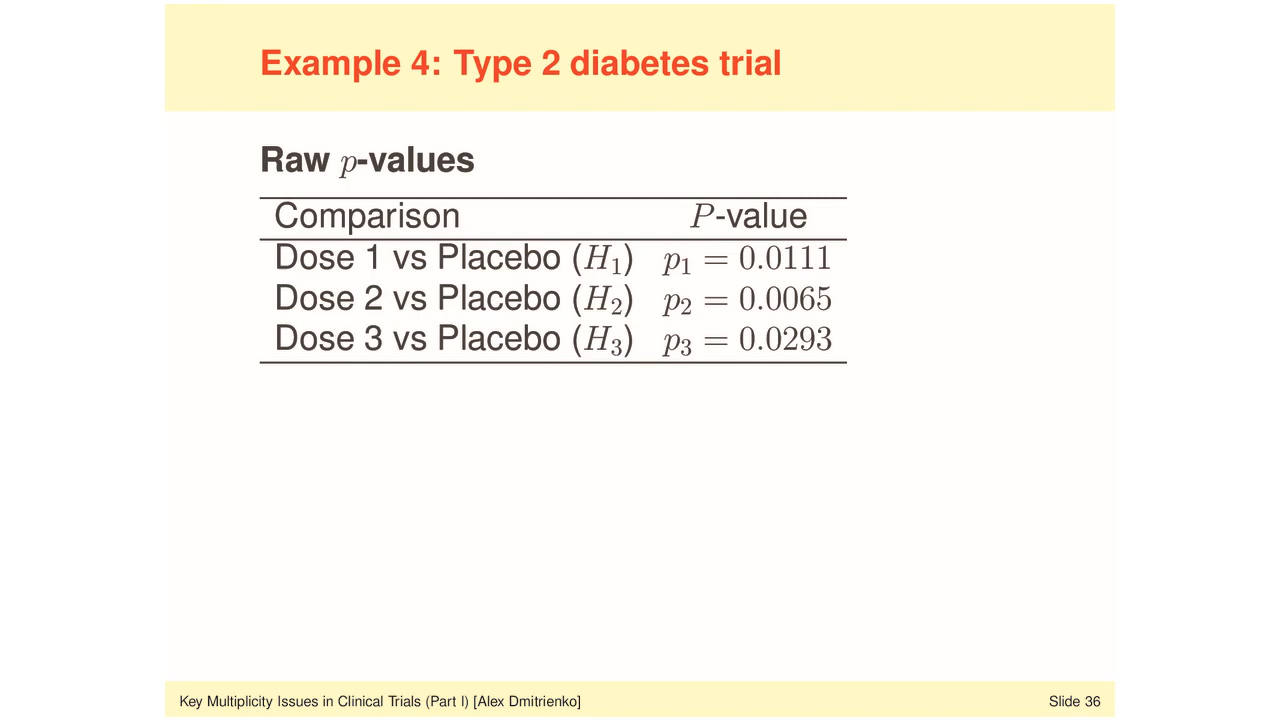 Example 4: Type 2 diabetes trial
Raw p-values
Comparison P-value
Dose 1 vs Placebo (H₁) p₁ = 0.0111
Dose 2 vs Placebo (H₂) p₂ = 0.0065
Dose 3 vs Placebo (H₃) p₃ = 0.0293
Key Multiplicity Issues in Clinical Trials (Part I) [Alex Dmitrienko] Slide 36